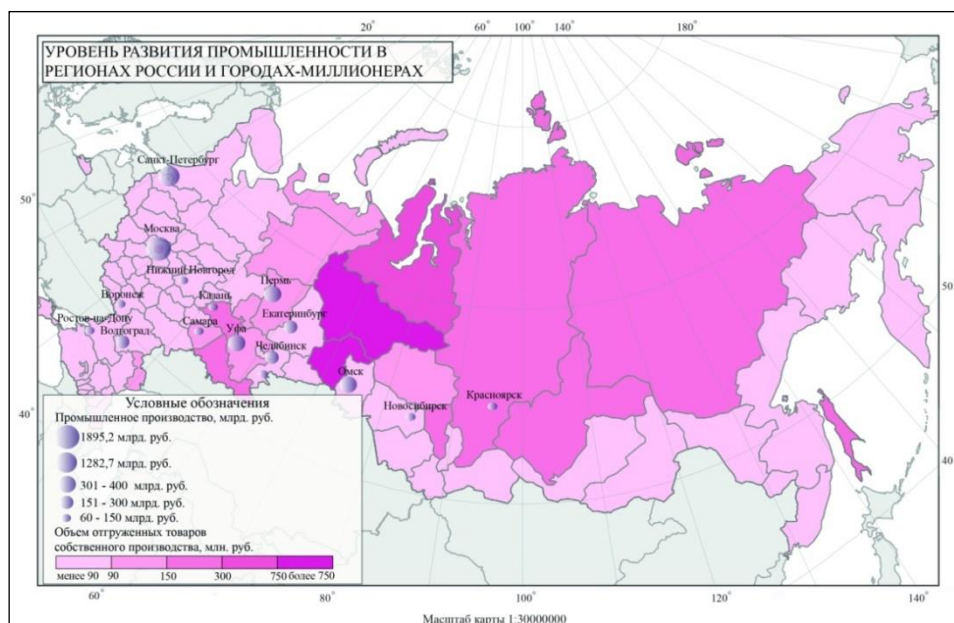 20° 60° 100° 140° 180°
УРОВЕНЬ РАЗВИТИЯ ПРОМЫШЛЕННОСТИ В
РЕГИОНАХ РОССИИ И ГОРОДАХ-МИЛЛИОНЕРАХ
Санкт-Петербург
50°
Москва
Нижний Новгород
Пермь
50°
Воронеж
Казань
Ростов-на-Дону
Самара
Екатеринбург
Волгоград
Уфа
Челябинск
Омск
Красноярск
Новосибирск
40°
40°
Условные обозначения
Промышленное производство, млрд. руб.
1895,2 млрд. руб.
1282,7 млрд. руб.
301 - 400 млрд. руб.
151 - 300 млрд. руб.
60 - 150 млрд. руб.
Объем отгруженных товаров
собственного производства, млн. руб.
менее 90 90 150 300 750 более 750
60° 80° 100° 120° 140°
Масштаб карты 1:30000000